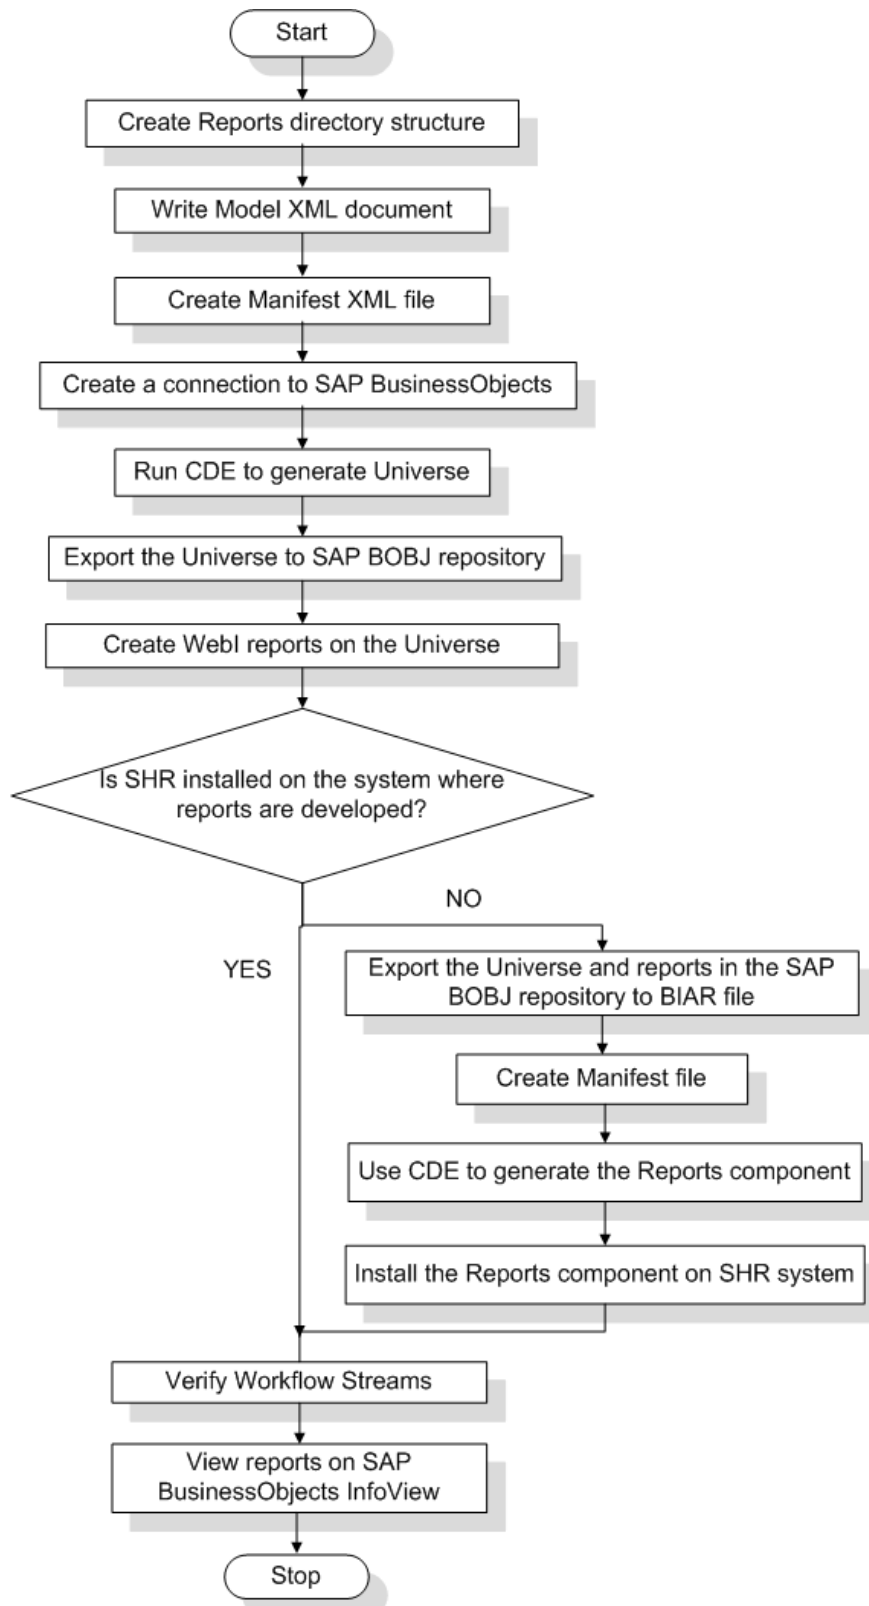 Start
Create Reports directory structure
Write Model XML document
Create Manifest XML file
Create a connection to SAP BusinessObjects
Run CDE to generate Universe
Export the Universe to SAP BOBJ repository
Create WebI reports on the Universe
Is SHR installed on the system where
reports are developed?
NO
YES
Export the Universe and reports in the SAP
BOBJ repository to BIAR file
Create Manifest file
Use CDE to generate the Reports component
Install the Reports component on SHR system
Verify Workflow Streams
View reports on SAP
BusinessObjects InfoView
Stop